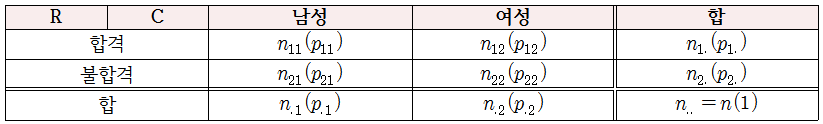 R C 남성 여성 합
합격 n₁₁(p₁₁) n₁₂(p₁₂) n₁.(p₁.)
불합격 n₂₁(p₂₁) n₂₂(p₂₂) n₂.(p₂.)
합 n.₁(p.₁) n.₂(p.₂) n.. = n(1)